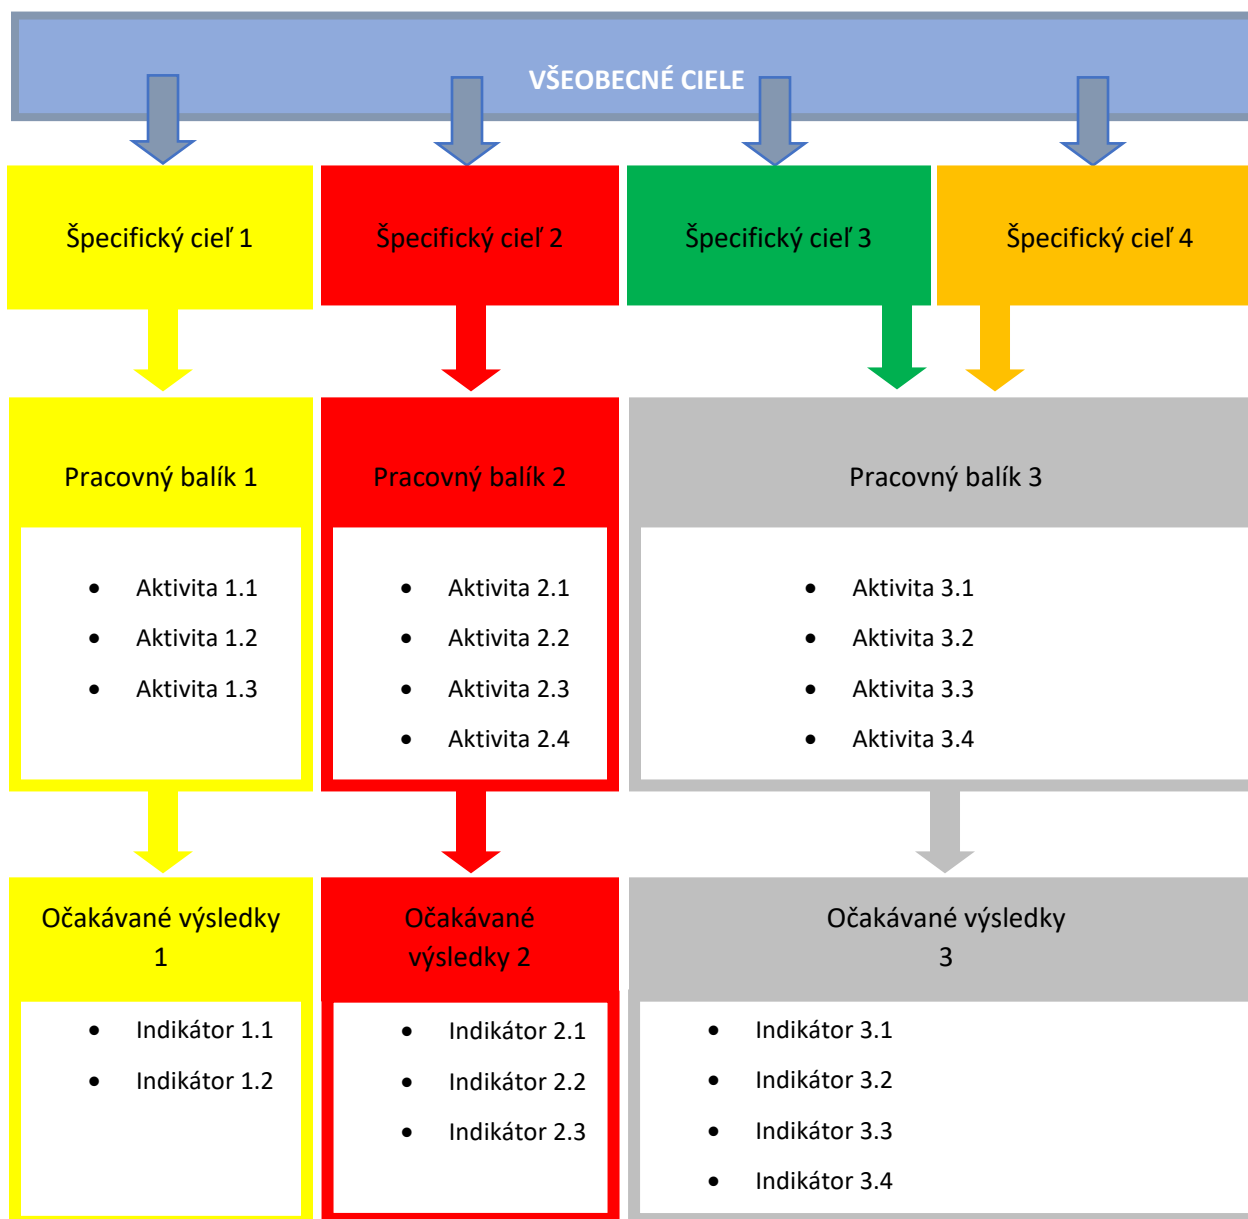 VŠEOBECNÉ CIELE
Špecifický cieľ 1
Špecifický cieľ 2
Špecifický cieľ 3
Špecifický cieľ 4
Pracovný balík 1
Pracovný balík 2
Pracovný balík 3
• Aktivita 1.1
• Aktivita 1.2
• Aktivita 1.3
• Aktivita 2.1
• Aktivita 2.2
• Aktivita 2.3
• Aktivita 2.4
• Aktivita 3.1
• Aktivita 3.2
• Aktivita 3.3
• Aktivita 3.4
Očakávané výsledky
1
Očakávané
výsledky 2
Očakávané výsledky
3
• Indikátor 1.1
• Indikátor 1.2
• Indikátor 2.1
• Indikátor 2.2
• Indikátor 2.3
• Indikátor 3.1
• Indikátor 3.2
• Indikátor 3.3
• Indikátor 3.4